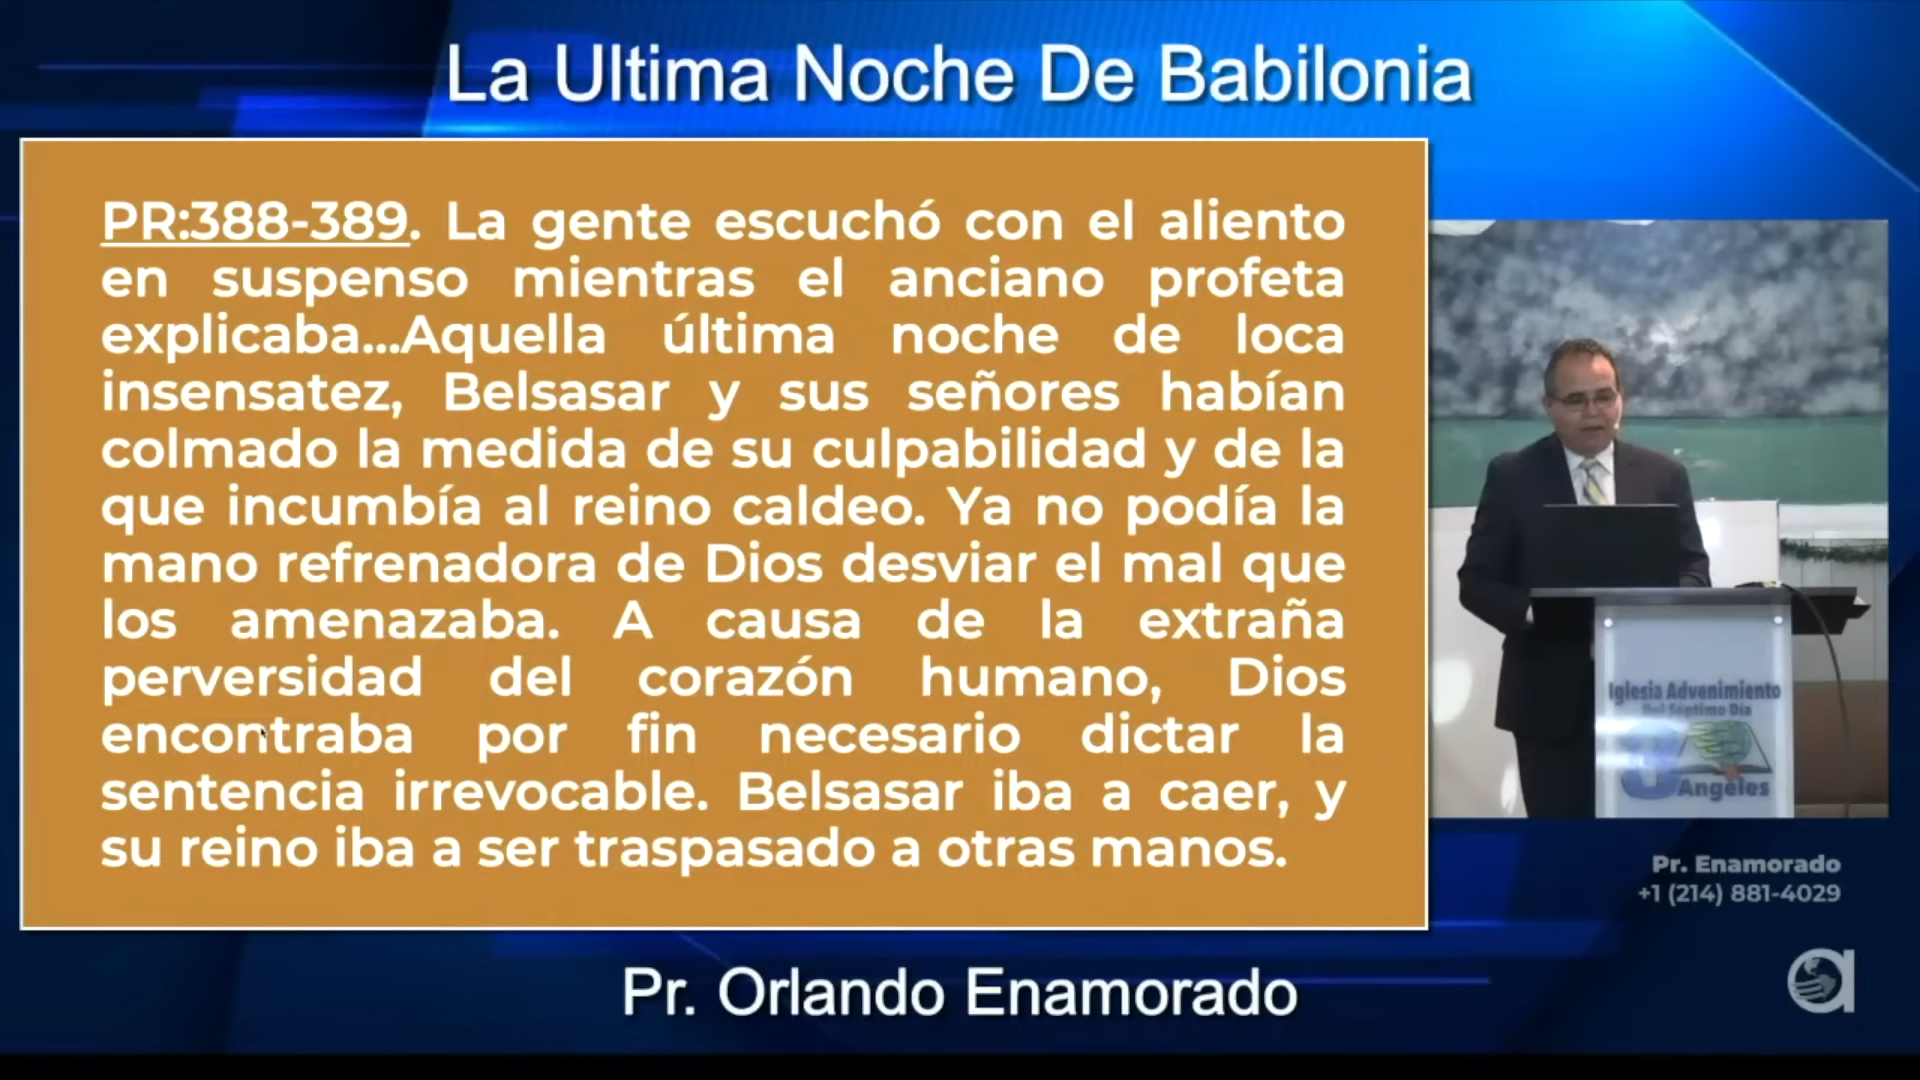 La Ultima Noche De Babilonia
PR:388-389. La gente escuchó con el aliento
en suspenso mientras el anciano profeta
explicaba...Aquella última noche de loca
insensatez, Belsasar y sus señores habían
colmado la medida de su culpabilidad y de la
que incumbía al reino caldeo. Ya no podía la
mano refrenadora de Dios desviar el mal que
los amenazaba. A causa de la extraña
perversidad del corazón humano, Dios
encontraba por fin necesario dictar la
sentencia irrevocable. Belsasar iba a caer, y
su reino iba a ser traspasado a otras manos.
Iglesia Advenimiento
Del Septimo Dia
3
Angeles
Pr. Enamorado
+1 (214) 881-4029
Pr. Orlando Enamorado